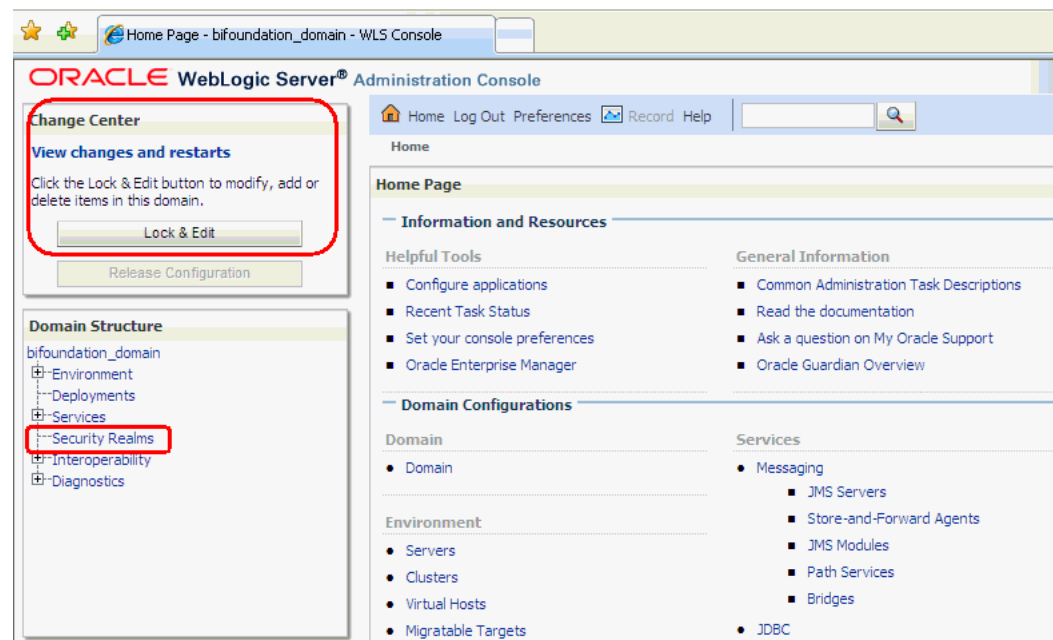 Home Page - bifoundation_domain - WLS Console
ORACLE WebLogic Server® Administration Console
Change Center
View changes and restarts
Click the Lock & Edit button to modify, add or
delete items in this domain.
Lock & Edit
Release Configuration
Domain Structure
bifoundation_domain
Environment
Deployments
Services
Security Realms
Interoperability
Diagnostics
Home Log Out Preferences Record Help
Home
Home Page
Information and Resources
Helpful Tools
Configure applications
Recent Task Status
Set your console preferences
Oracle Enterprise Manager
General Information
Common Administration Task Descriptions
Read the documentation
Ask a question on My Oracle Support
Oracle Guardian Overview
Domain Configurations
Domain
Domain
Environment
Servers
Clusters
Virtual Hosts
Migratable Targets
Services
Messaging
JMS Servers
Store-and-Forward Agents
JMS Modules
Path Services
Bridges
JDBC